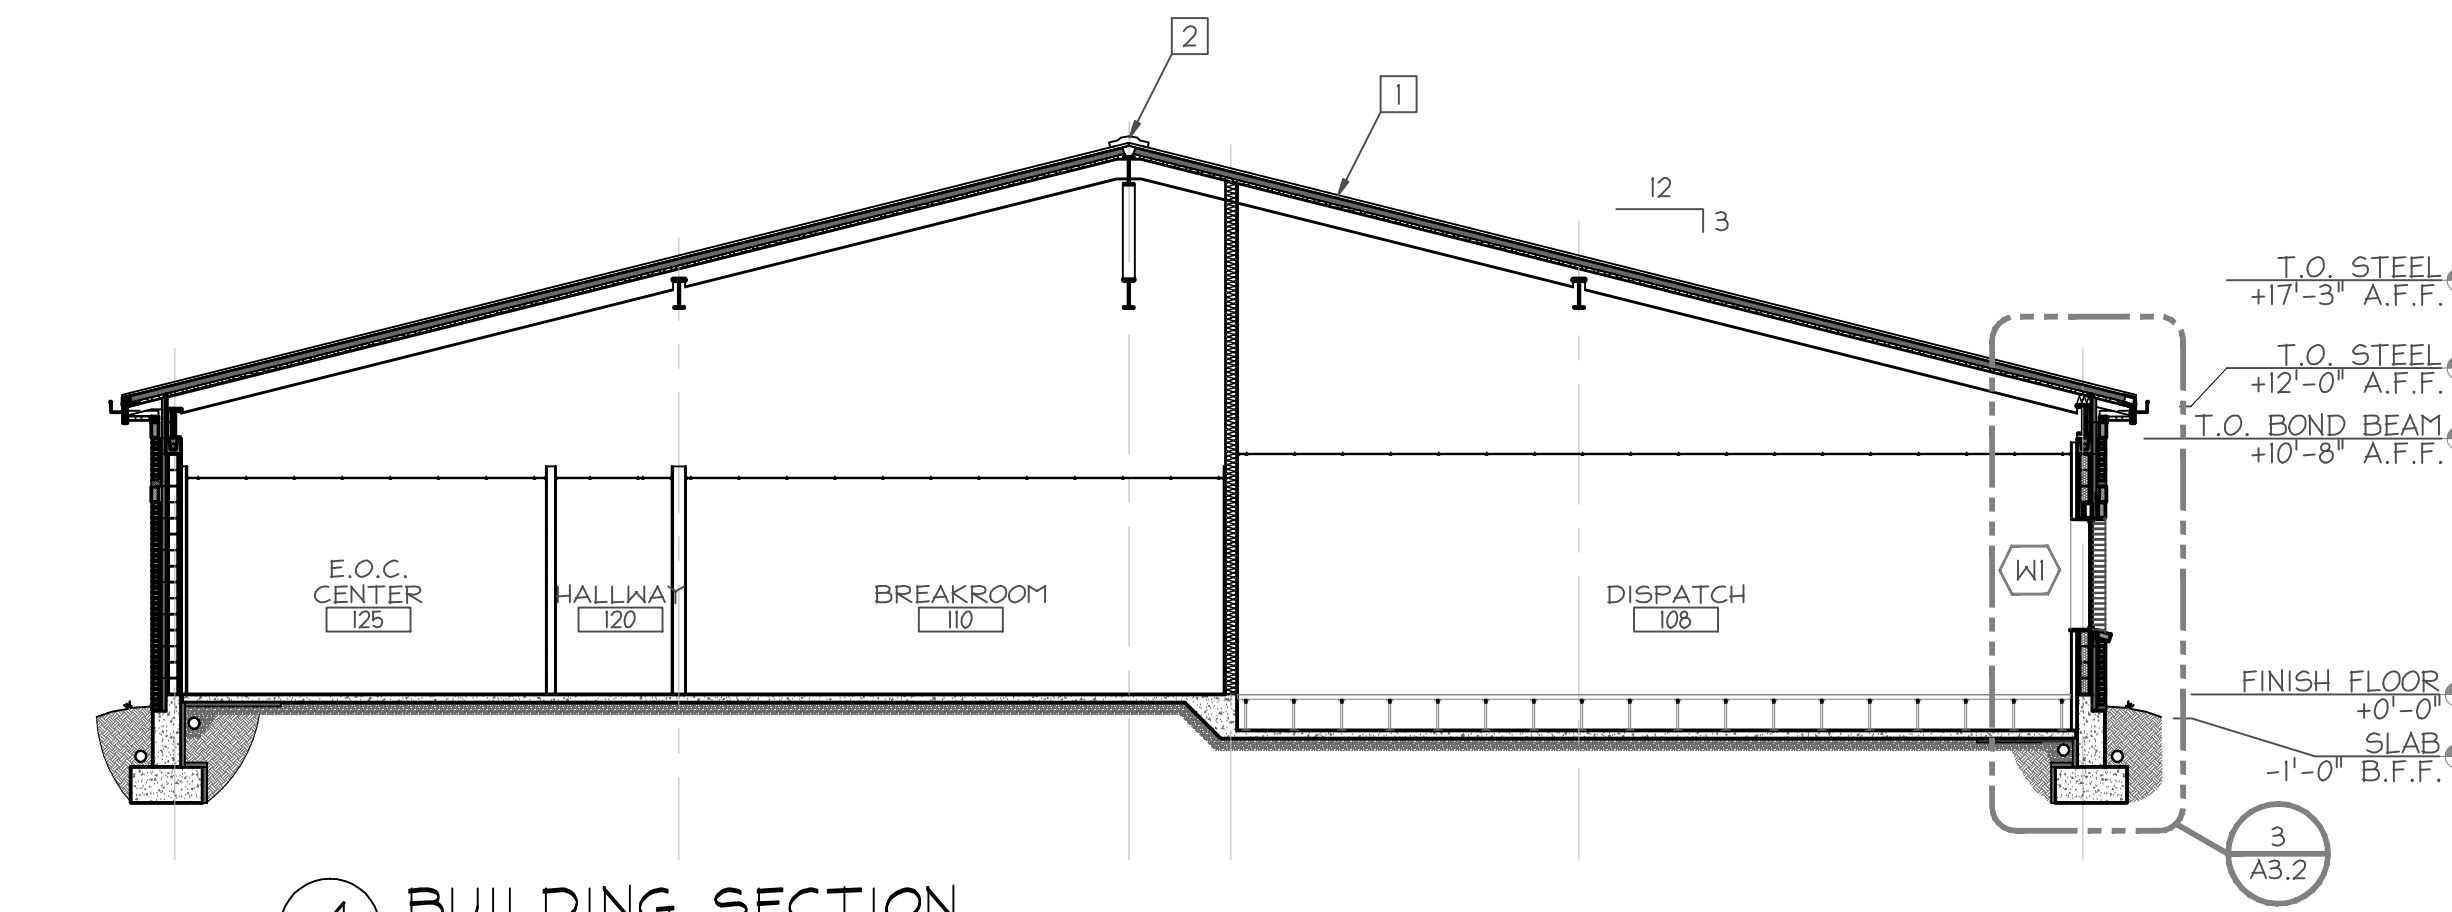 2
1
12
3
T.O. STEEL
+17'-3" A.F.F.
T.O. STEEL
+12'-0" A.F.F.
T.O. BOND BEAM
+10'-8" A.F.F.
E.O.C.
CENTER
125
HALLWAY
120
BREAKROOM
110
DISPATCH
108
W1
FINISH FLOOR
+0'-0"
SLAB
-1'-0" B.F.F.
3
A3.2
4 BUILDING SECTION